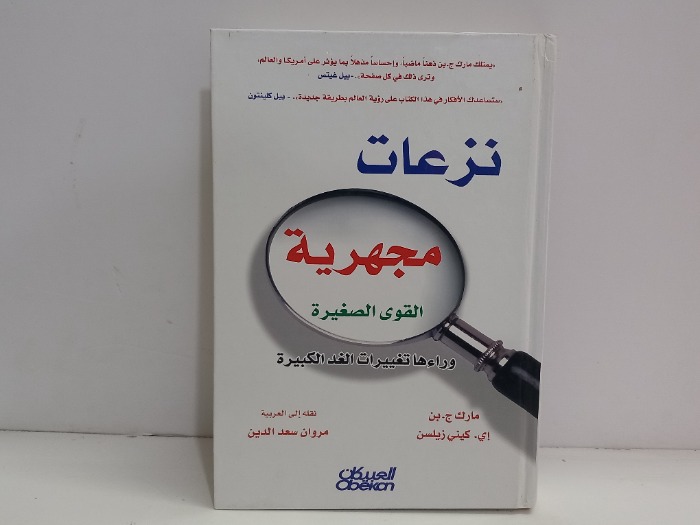 «يمتلك مارك ج.بن ذهناً ماضياً، وإحساساً مذهلاً بما يؤثر على أمريكا والعالم،
وترى ذلك في كل صفحة». - بيل غيتس
«ستساعدك الأفكار في هذا الكتاب على رؤية العالم بطريقة جديدة». - بيل كلينتون
نزعات
مجهرية
القوى الصغيرة
وراءها تغييرات الغد الكبيرة
مارك ج.بن
إي. كيني زيلسن
نقله إلى العربية
مروان سعد الدين
العبيكان
Obekan